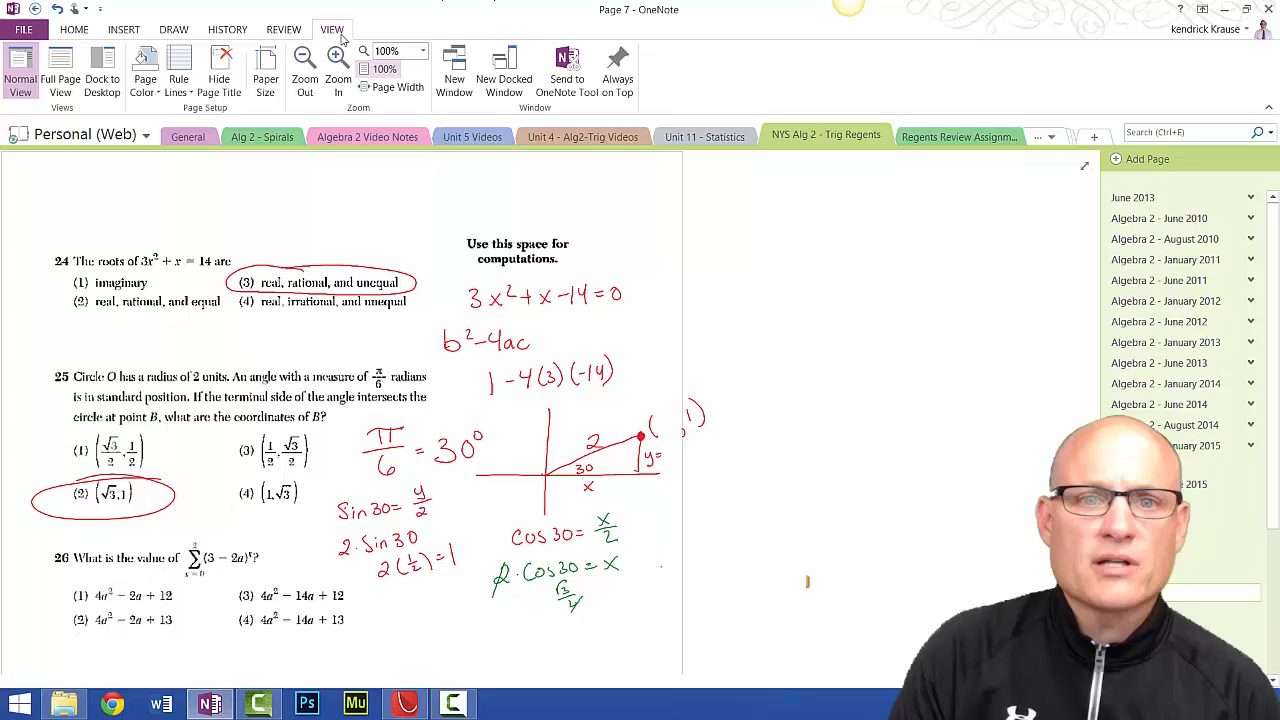 Page 7 - OneNote
FILE HOME INSERT DRAW HISTORY REVIEW VIEW
kendrick Krause
Normal View
Full Page View
Dock to Desktop
Page Color
Rule Lines
Hide Page Title
Paper Size
Zoom Out
Zoom In
100%
100%
Page Width
New Window
New Docked Window
Send to OneNote Tool
Always on Top
Views Page Setup Zoom Window
Personal (Web)
General
Alg 2 - Spirals
Algebra 2 Video Notes
Unit 5 Videos
Unit 4 - Alg2-Trig Videos
Unit 11 - Statistics
NYS Alg 2 - Trig Regents
Regents Review Assignm...
Search (Ctrl+E)
Add Page
June 2013
Algebra 2 - June 2010
Algebra 2 - August 2010
Algebra 2 - January 2011
Algebra 2 - June 2011
Algebra 2 - January 2012
Algebra 2 - June 2012
Algebra 2 - January 2013
Algebra 2 - June 2013
Algebra 2 - January 2014
Algebra 2 - June 2014
Use this space for
computations.
24 The roots of 3x² + x = 14 are
(1) imaginary (3) real, rational, and unequal
(2) real, rational, and equal (4) real, irrational, and unequal
3x²+x-14=0
b²-4ac
1-4(3)(-14)
25 Circle O has a radius of 2 units. An angle with a measure of π/6 radians
is in standard position. If the terminal side of the angle intersects the
circle at point B, what are the coordinates of B?
(1) (√3/2, 1/2) (3) (1/2, √3/2)
(2) (√3,1) (4) (1,√3)
π/6 = 30°
sin30 = y/2
2·sin30
2(1/2)=1
2
30
x
y=
( ,1)
cos30 = x/2
2·cos30 = x
√3/2
26 What is the value of ∑ x=0 2 (3 − 2a)ˣ?
(1) 4a² − 2a + 12 (3) 4a² − 14a + 12
(2) 4a² − 2a + 13 (4) 4a² − 14a + 13